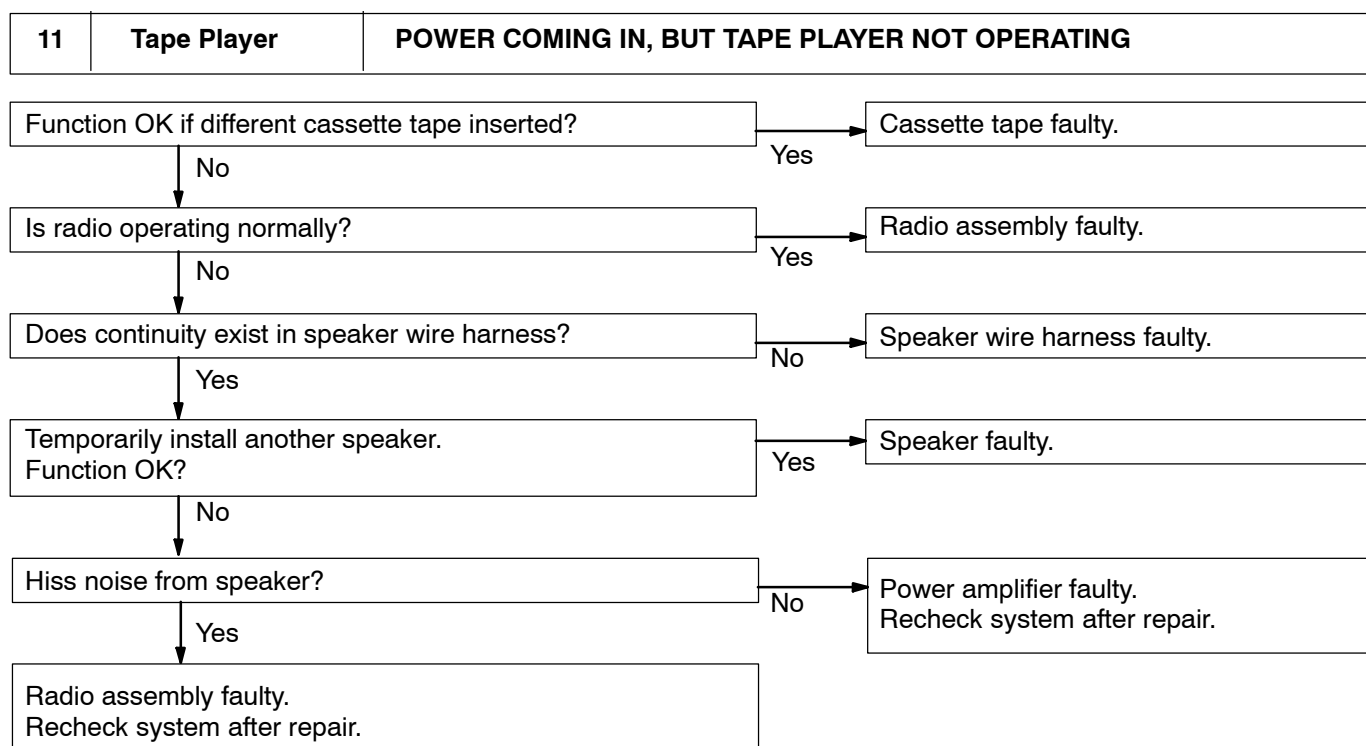 11 Tape Player POWER COMING IN, BUT TAPE PLAYER NOT OPERATING
Function OK if different cassette tape inserted?
Yes
Cassette tape faulty.
No
Is radio operating normally?
Yes
Radio assembly faulty.
No
Does continuity exist in speaker wire harness?
No
Speaker wire harness faulty.
Yes
Temporarily install another speaker.
Function OK?
Yes
Speaker faulty.
No
Hiss noise from speaker?
No
Power amplifier faulty.
Recheck system after repair.
Yes
Radio assembly faulty.
Recheck system after repair.